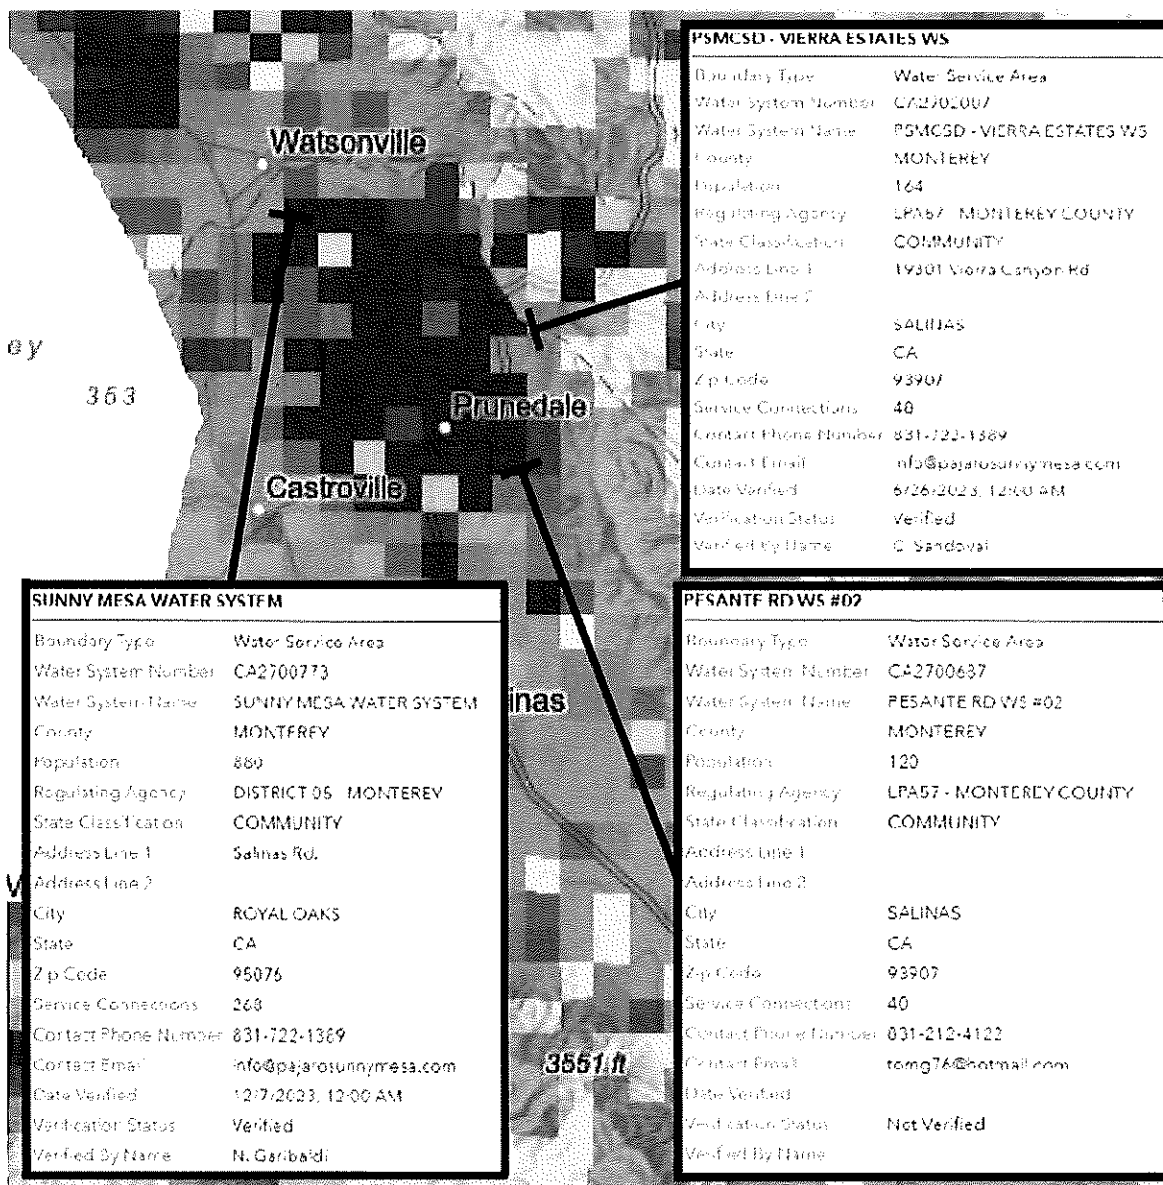 Watsonville
ey
363
Prunedale
Castroville
inas
3551 ft
PSMCSD - VIERRA ESTATES WS
Boundary Type Water Service Area
Water System Number CA2702007
Water System Name PSMCSD - VIERRA ESTATES WS
County MONTEREY
Population 164
Regulating Agency LPA67 - MONTEREY COUNTY
State Classification COMMUNITY
Address Line 1 19301 Vierra Canyon Rd
Address Line 2
City SALINAS
State CA
Zip Code 93907
Service Connections 40
Contact Phone Number 831-722-1389
Contact Email info@pajarosunnymesa.com
Date Verified 6/26/2023, 12:00 AM
Verification Status Verified
Verified By Name C. Sandoval
SUNNY MESA WATER SYSTEM
Boundary Type Water Service Area
Water System Number CA2700773
Water System Name SUNNY MESA WATER SYSTEM
County MONTEREY
Population 880
Regulating Agency DISTRICT 05 - MONTEREY
State Classification COMMUNITY
Address Line 1 Salinas Rd.
Address Line 2
City ROYAL OAKS
State CA
Zip Code 95076
Service Connections 268
Contact Phone Number 831-722-1389
Contact Email info@pajarosunnymesa.com
Date Verified 12/7/2023, 12:00 AM
Verification Status Verified
Verified By Name N. Garibaldi
PESANTE RD WS #02
Boundary Type Water Service Area
Water System Number CA2700687
Water System Name PESANTE RD WS #02
County MONTEREY
Population 120
Regulating Agency LPA57 - MONTEREY COUNTY
State Classification COMMUNITY
Address Line 1
Address Line 2
City SALINAS
State CA
Zip Code 93907
Service Connections 40
Contact Phone Number 831-212-4122
Contact Email tomg76@hotmail.com
Date Verified
Verification Status Not Verified
Verified By Name